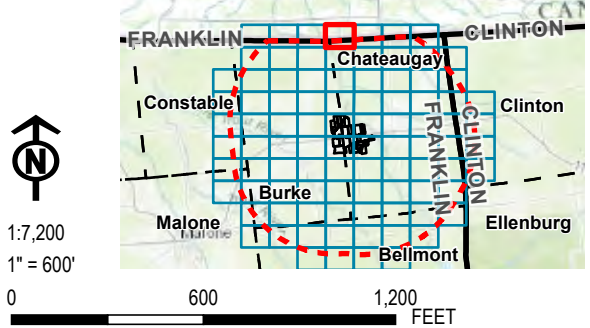 CAN
FRANKLIN
CLINTON
Chateaugay
Constable
Clinton
FRANKLIN
CLINTON
N
Burke
1:7,200
Malone
Malone
Ellenburg
1" = 600'
Bellmont
0 600 1,200
FEET